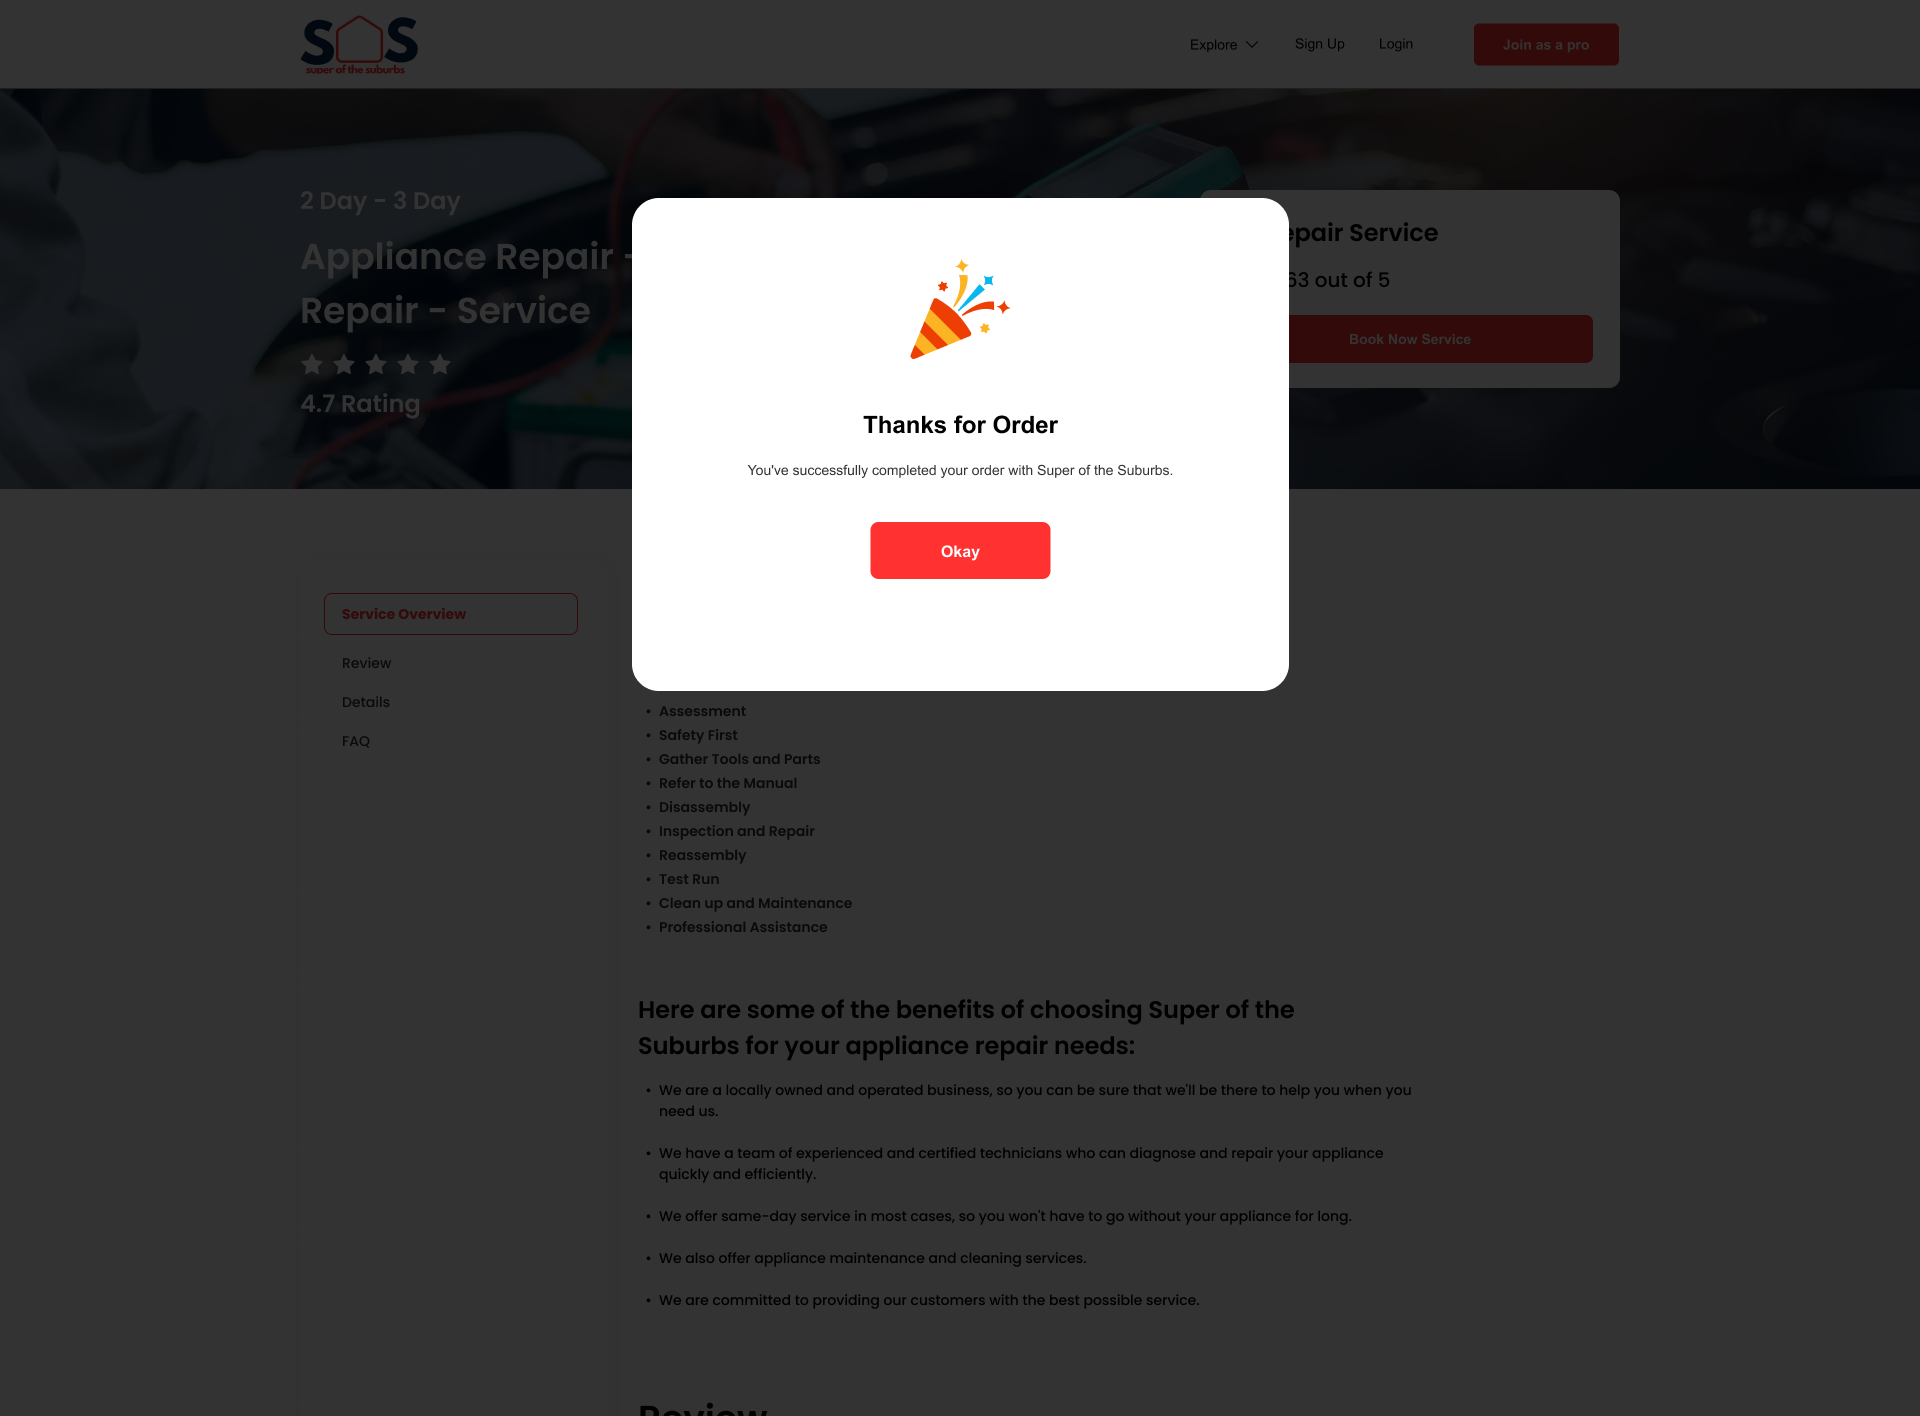 SOS
super of the suburbs
Explore
Sign Up
Login
Join as a pro
2 Day - 3 Day
Appliance Repair -
Repair - Service
4.7 Rating
epair Service
63 out of 5
Book Now Service
Thanks for Order
You've successfully completed your order with Super of the Suburbs.
Okay
Service Overview
Review
Details
FAQ
• Assessment
• Safety First
• Gather Tools and Parts
• Refer to the Manual
• Disassembly
• Inspection and Repair
• Reassembly
• Test Run
• Clean up and Maintenance
• Professional Assistance
Here are some of the benefits of choosing Super of the
Suburbs for your appliance repair needs:
• We are a locally owned and operated business, so you can be sure that we'll be there to help you when you
need us.
• We have a team of experienced and certified technicians who can diagnose and repair your appliance
quickly and efficiently.
• We offer same-day service in most cases, so you won't have to go without your appliance for long.
• We also offer appliance maintenance and cleaning services.
• We are committed to providing our customers with the best possible service.
Review